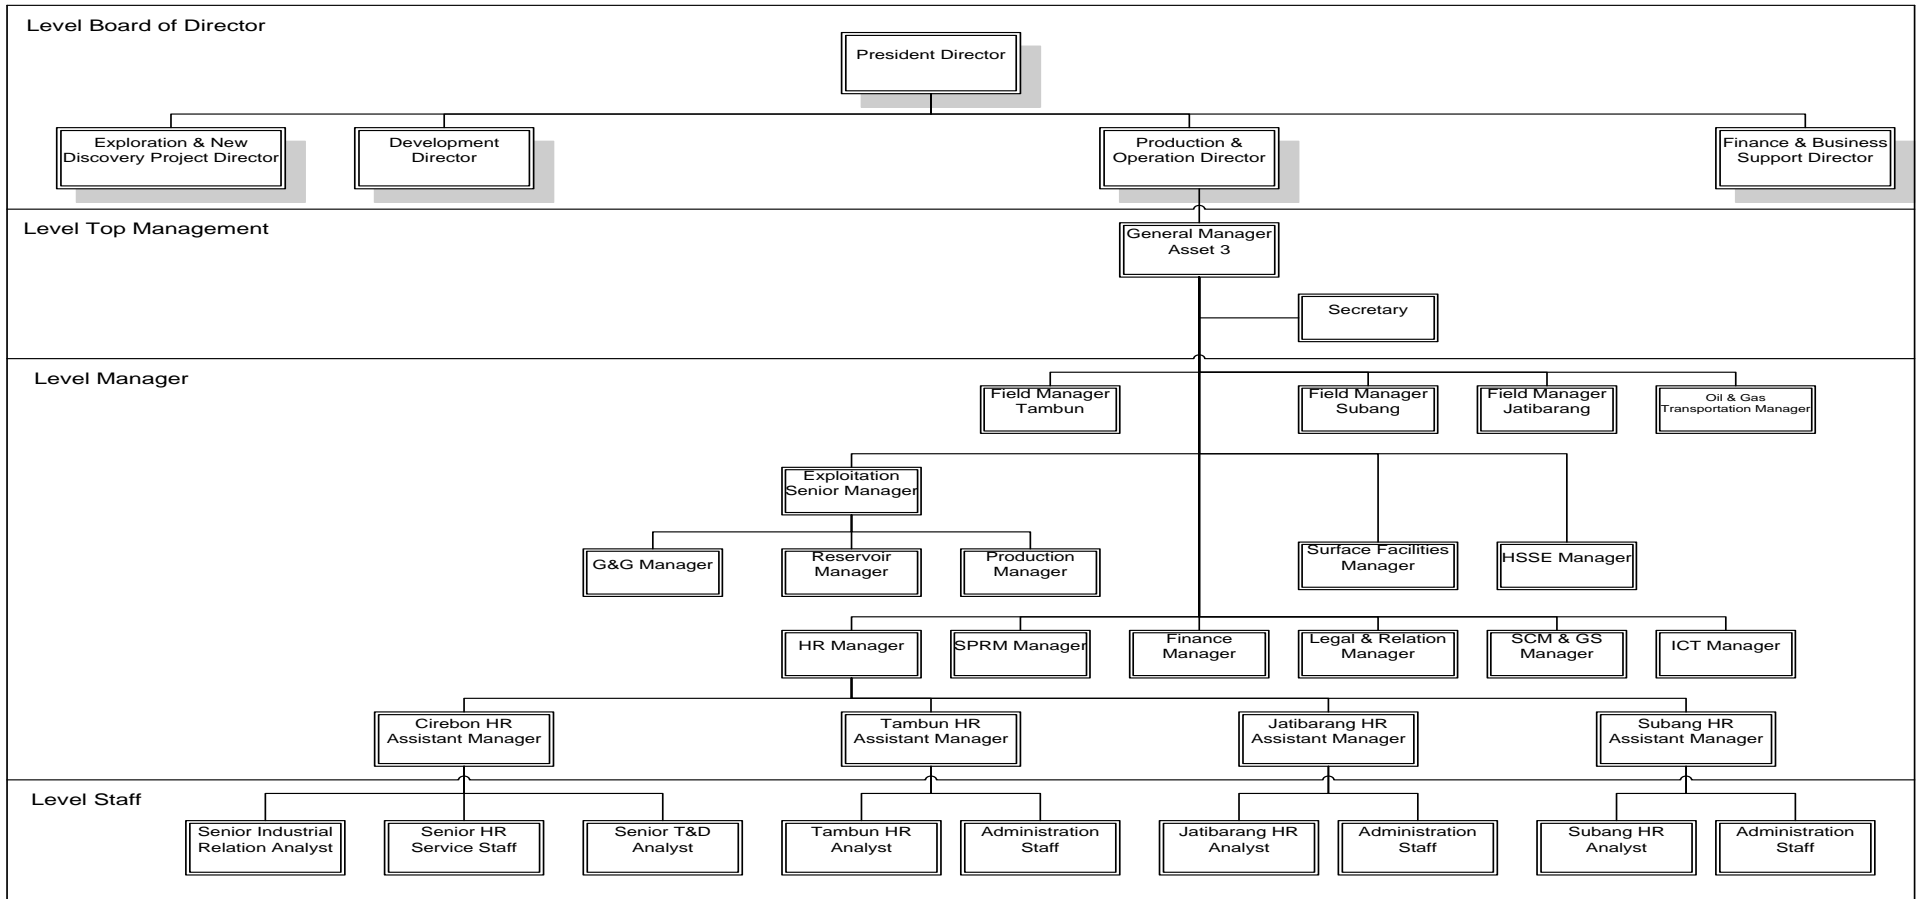 Level Board of Director
President Director
Exploration & New
Discovery Project Director
Development
Director
Production &
Operation Director
Finance & Business
Support Director
Level Top Management
General Manager
Asset 3
Secretary
Level Manager
Field Manager
Tambun
Field Manager
Subang
Field Manager
Jatibarang
Oil & Gas
Transportation Manager
Exploitation
Senior Manager
G&G Manager
Reservoir
Manager
Production
Manager
Surface Facilities
Manager
HSSE Manager
HR Manager
SPRM Manager
Finance
Manager
Legal & Relation
Manager
SCM & GS
Manager
ICT Manager
Cirebon HR
Assistant Manager
Tambun HR
Assistant Manager
Jatibarang HR
Assistant Manager
Subang HR
Assistant Manager
Level Staff
Senior Industrial
Relation Analyst
Senior HR
Service Staff
Senior T&D
Analyst
Tambun HR
Analyst
Administration
Staff
Jatibarang HR
Analyst
Administration
Staff
Subang HR
Analyst
Administration
Staff